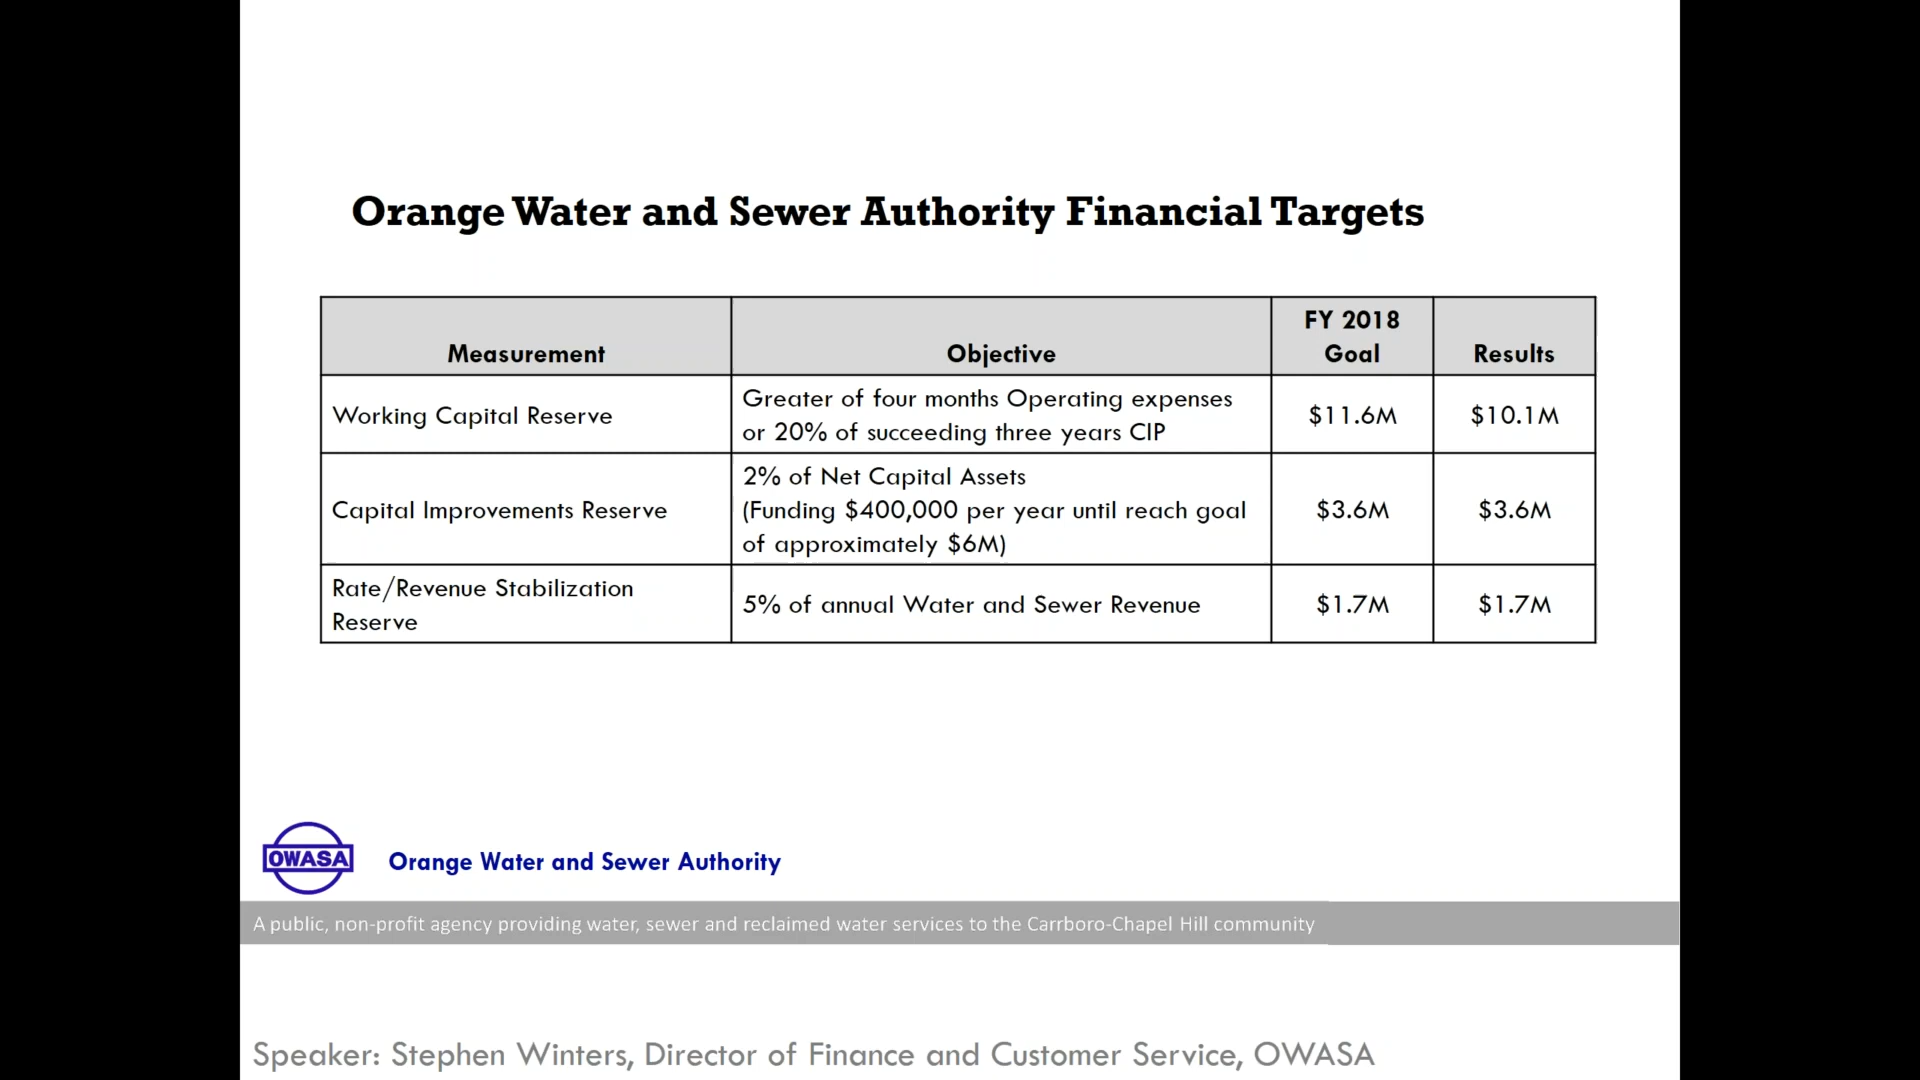 Orange Water and Sewer Authority Financial Targets
Measurement
Objective
FY 2018
Goal
Results
Working Capital Reserve
Greater of four months Operating expenses
or 20% of succeeding three years CIP
$11.6M
$10.1M
Capital Improvements Reserve
2% of Net Capital Assets
(Funding $400,000 per year until reach goal
of approximately $6M)
$3.6M
$3.6M
Rate/Revenue Stabilization
Reserve
5% of annual Water and Sewer Revenue
$1.7M
$1.7M
OWASA
Orange Water and Sewer Authority
A public, non-profit agency providing water, sewer and reclaimed water services to the Carrboro-Chapel Hill community
Speaker: Stephen Winters, Director of Finance and Customer Service, OWASA